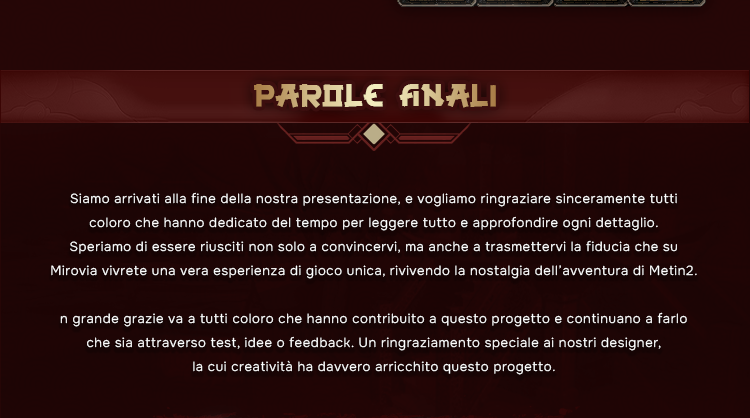 PAROLE FINALI
Siamo arrivati alla fine della nostra presentazione, e vogliamo ringraziare sinceramente tutti
coloro che hanno dedicato del tempo per leggere tutto e approfondire ogni dettaglio.
Speriamo di essere riusciti non solo a convincervi, ma anche a trasmettervi la fiducia che su
Mirovia vivrete una vera esperienza di gioco unica, rivivendo la nostalgia dell'avventura di Metin2.
n grande grazie va a tutti coloro che hanno contribuito a questo progetto e continuano a farlo
che sia attraverso test, idee o feedback. Un ringraziamento speciale ai nostri designer,
la cui creatività ha davvero arricchito questo progetto.